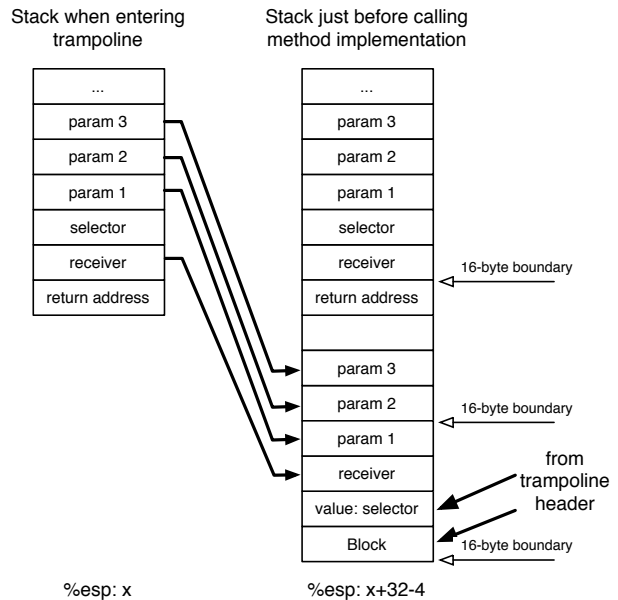 Stack when entering
trampoline
...
param 3
param 2
param 1
selector
receiver
return address
%esp: x
Stack just before calling
method implementation
...
param 3
param 2
param 1
selector
receiver
return address
param 3
param 2
param 1
receiver
value: selector
Block
%esp: x+32-4
16-byte boundary
16-byte boundary
from
trampoline
header
16-byte boundary